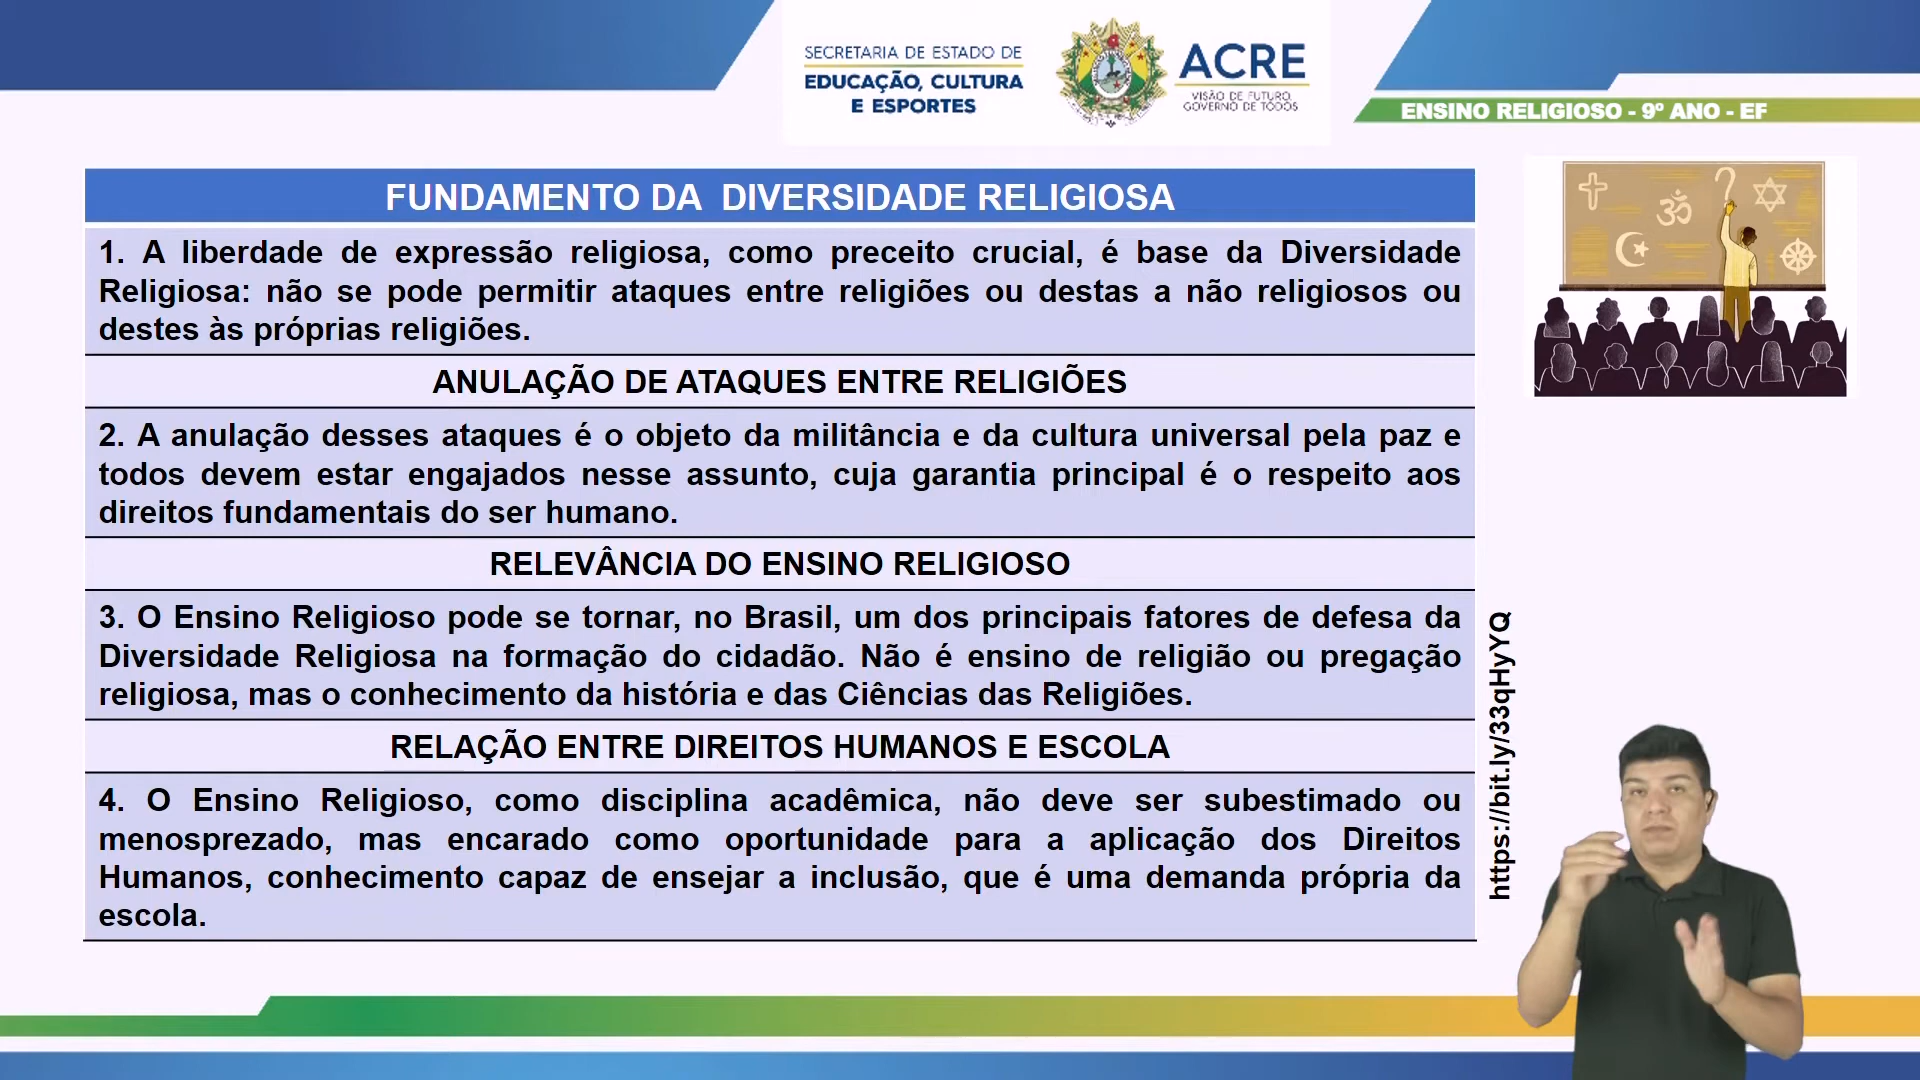 SECRETARIA DE ESTADO DE
EDUCAÇÃO, CULTURA
E ESPORTES
ACRE
VISÃO DE FUTURO,
GOVERNO DE TODOS
ENSINO RELIGIOSO - 9º ANO - EF
FUNDAMENTO DA DIVERSIDADE RELIGIOSA
1. A liberdade de expressão religiosa, como preceito crucial, é base da Diversidade
Religiosa: não se pode permitir ataques entre religiões ou destas a não religiosos ou
destes às próprias religiões.
ANULAÇÃO DE ATAQUES ENTRE RELIGIÕES
2. A anulação desses ataques é o objeto da militância e da cultura universal pela paz e
todos devem estar engajados nesse assunto, cuja garantia principal é o respeito aos
direitos fundamentais do ser humano.
RELEVÂNCIA DO ENSINO RELIGIOSO
3. O Ensino Religioso pode se tornar, no Brasil, um dos principais fatores de defesa da
Diversidade Religiosa na formação do cidadão. Não é ensino de religião ou pregação
religiosa, mas o conhecimento da história e das Ciências das Religiões.
RELAÇÃO ENTRE DIREITOS HUMANOS E ESCOLA
4. O Ensino Religioso, como disciplina acadêmica, não deve ser subestimado ou
menosprezado, mas encarado como oportunidade para a aplicação dos Direitos
Humanos, conhecimento capaz de ensejar a inclusão, que é uma demanda própria da
escola.
https://bit.ly/33qHyYQ